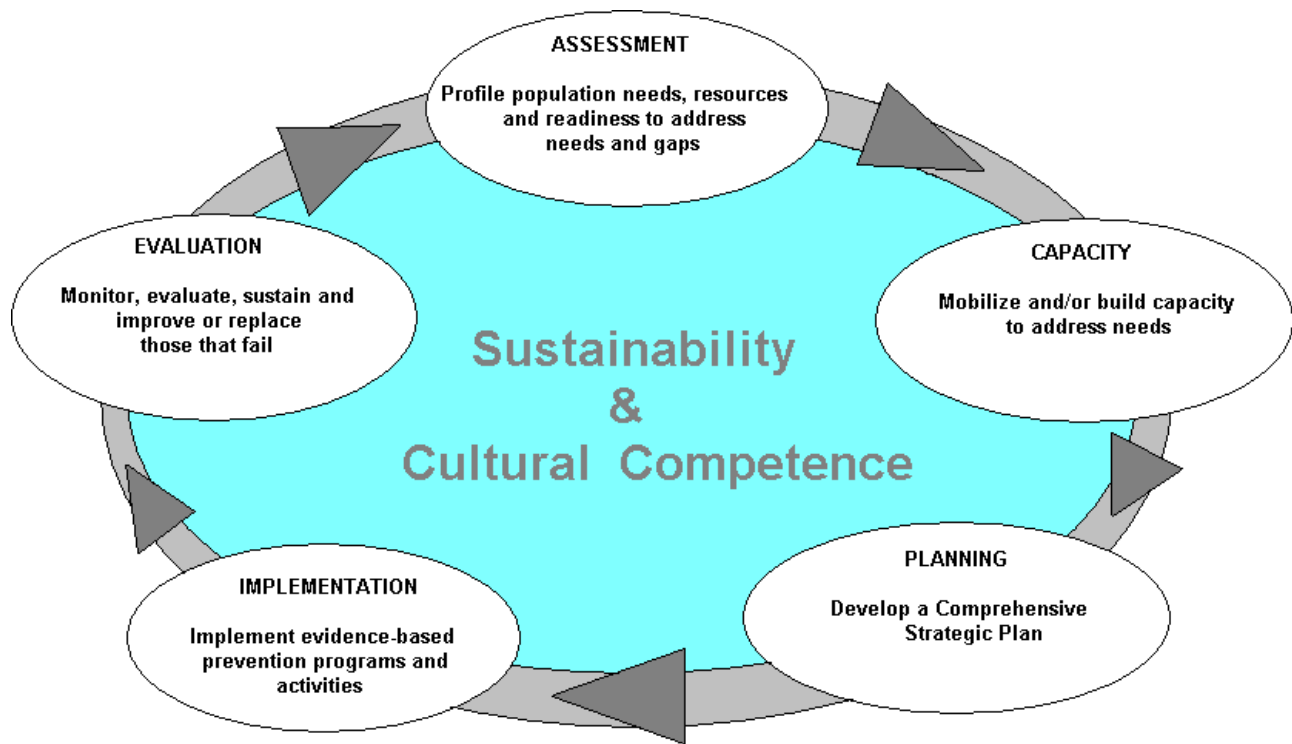 ASSESSMENT
Profile population needs, resources
and readiness to address
needs and gaps
EVALUATION
Monitor, evaluate, sustain and
improve or replace
those that fail
CAPACITY
Mobilize and/or build capacity
to address needs
Sustainability
&
Cultural Competence
IMPLEMENTATION
Implement evidence-based
prevention programs and
activities
PLANNING
Develop a Comprehensive
Strategic Plan